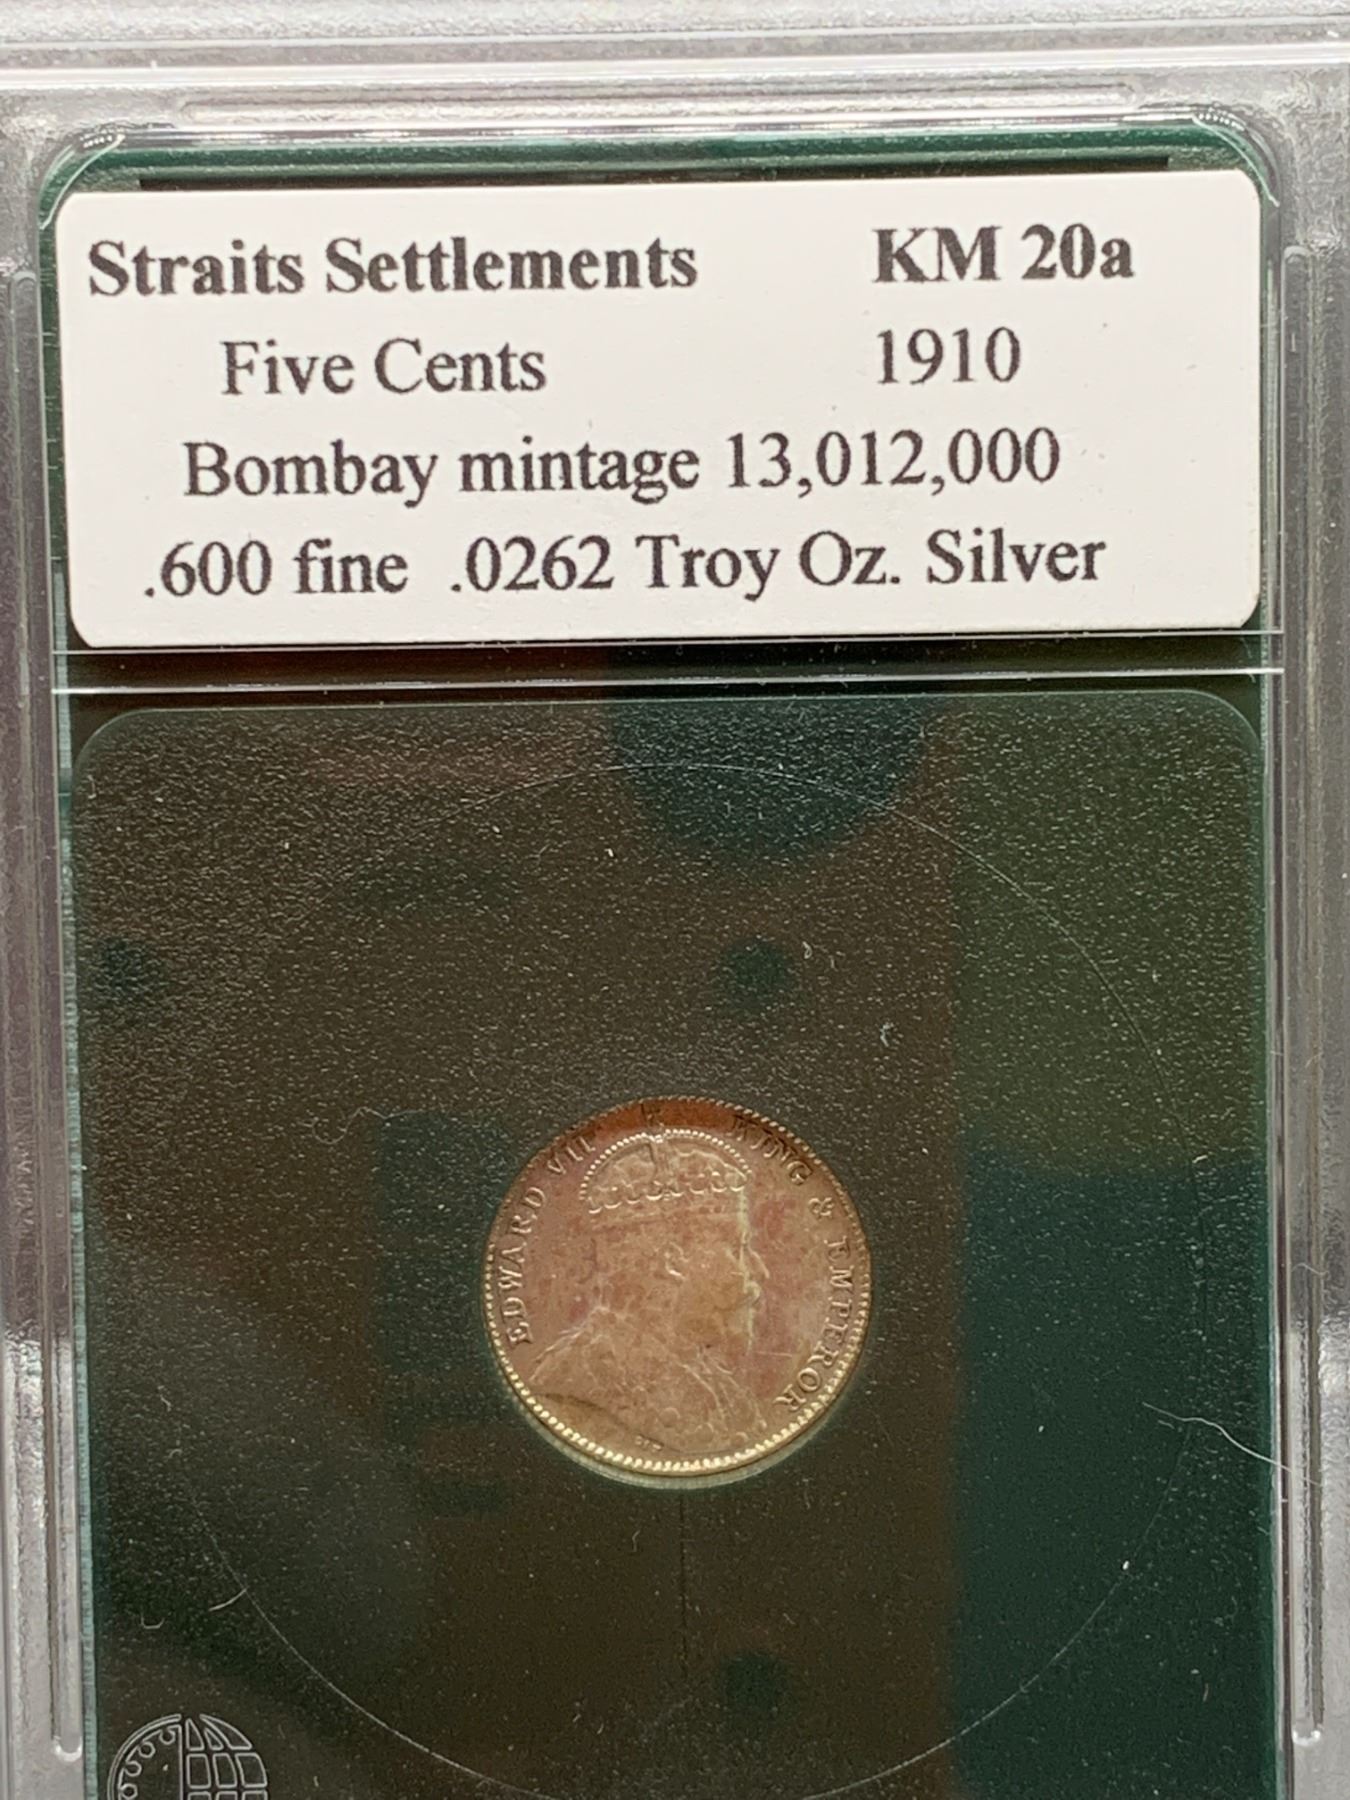 Straits Settlements KM 20a
Five Cents 1910
Bombay mintage 13,012,000
.600 fine .0262 Troy Oz. Silver
EDWARD VII KING & EMPEROR